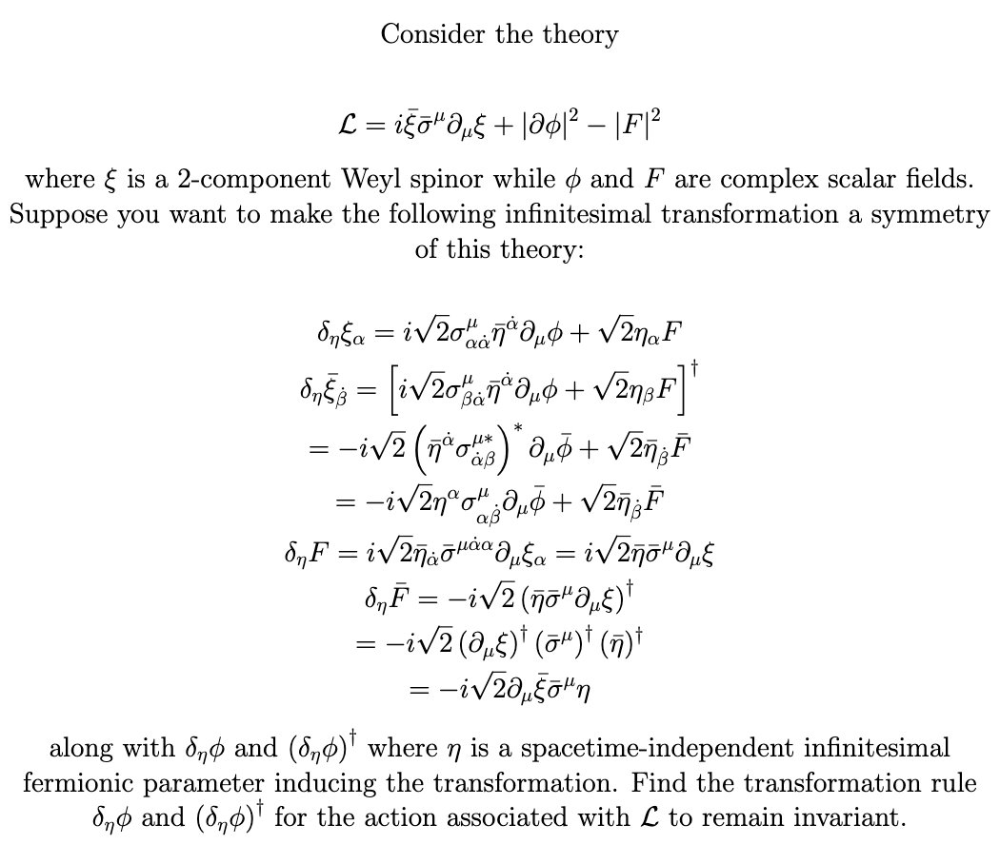 Consider the theory
$$\mathcal{L} = i\bar{\xi}\bar{\sigma}^{\mu}\partial_{\mu}\xi + |\partial\phi|^2 - |F|^2$$
where $\xi$ is a 2-component Weyl spinor while $\phi$ and $F$ are complex scalar fields.
Suppose you want to make the following infinitesimal transformation a symmetry
of this theory:
$$\delta_{\eta}\xi_{\alpha} = i\sqrt{2}\sigma^{\mu}_{\alpha\dot{\alpha}}\bar{\eta}^{\dot{\alpha}}\partial_{\mu}\phi + \sqrt{2}\eta_{\alpha}F$$
$$\delta_{\eta}\bar{\xi}_{\dot{\beta}} = \left[i\sqrt{2}\sigma^{\mu}_{\beta\dot{\alpha}}\bar{\eta}^{\dot{\alpha}}\partial_{\mu}\phi + \sqrt{2}\eta_{\beta}F\right]^{\dagger}$$
$$= -i\sqrt{2}\left(\bar{\eta}^{\dot{\alpha}}\sigma^{\mu*}_{\dot{\alpha}\beta}\right)^{*}\partial_{\mu}\bar{\phi} + \sqrt{2}\bar{\eta}_{\dot{\beta}}\bar{F}$$
$$= -i\sqrt{2}\eta^{\alpha}\sigma^{\mu}_{\alpha\dot{\beta}}\partial_{\mu}\bar{\phi} + \sqrt{2}\bar{\eta}_{\dot{\beta}}\bar{F}$$
$$\delta_{\eta}F = i\sqrt{2}\bar{\eta}_{\dot{\alpha}}\bar{\sigma}^{\mu\dot{\alpha}\alpha}\partial_{\mu}\xi_{\alpha} = i\sqrt{2}\bar{\eta}\bar{\sigma}^{\mu}\partial_{\mu}\xi$$
$$\delta_{\eta}\bar{F} = -i\sqrt{2}\left(\bar{\eta}\bar{\sigma}^{\mu}\partial_{\mu}\xi\right)^{\dagger}$$
$$= -i\sqrt{2}\left(\partial_{\mu}\xi\right)^{\dagger}\left(\bar{\sigma}^{\mu}\right)^{\dagger}\left(\bar{\eta}\right)^{\dagger}$$
$$= -i\sqrt{2}\partial_{\mu}\bar{\xi}\bar{\sigma}^{\mu}\eta$$
along with $\delta_{\eta}\phi$ and $\left(\delta_{\eta}\phi\right)^{\dagger}$ where $\eta$ is a spacetime-independent infinitesimal
fermionic parameter inducing the transformation. Find the transformation rule
$\delta_{\eta}\phi$ and $\left(\delta_{\eta}\phi\right)^{\dagger}$ for the action associated with $\mathcal{L}$ to remain invariant.